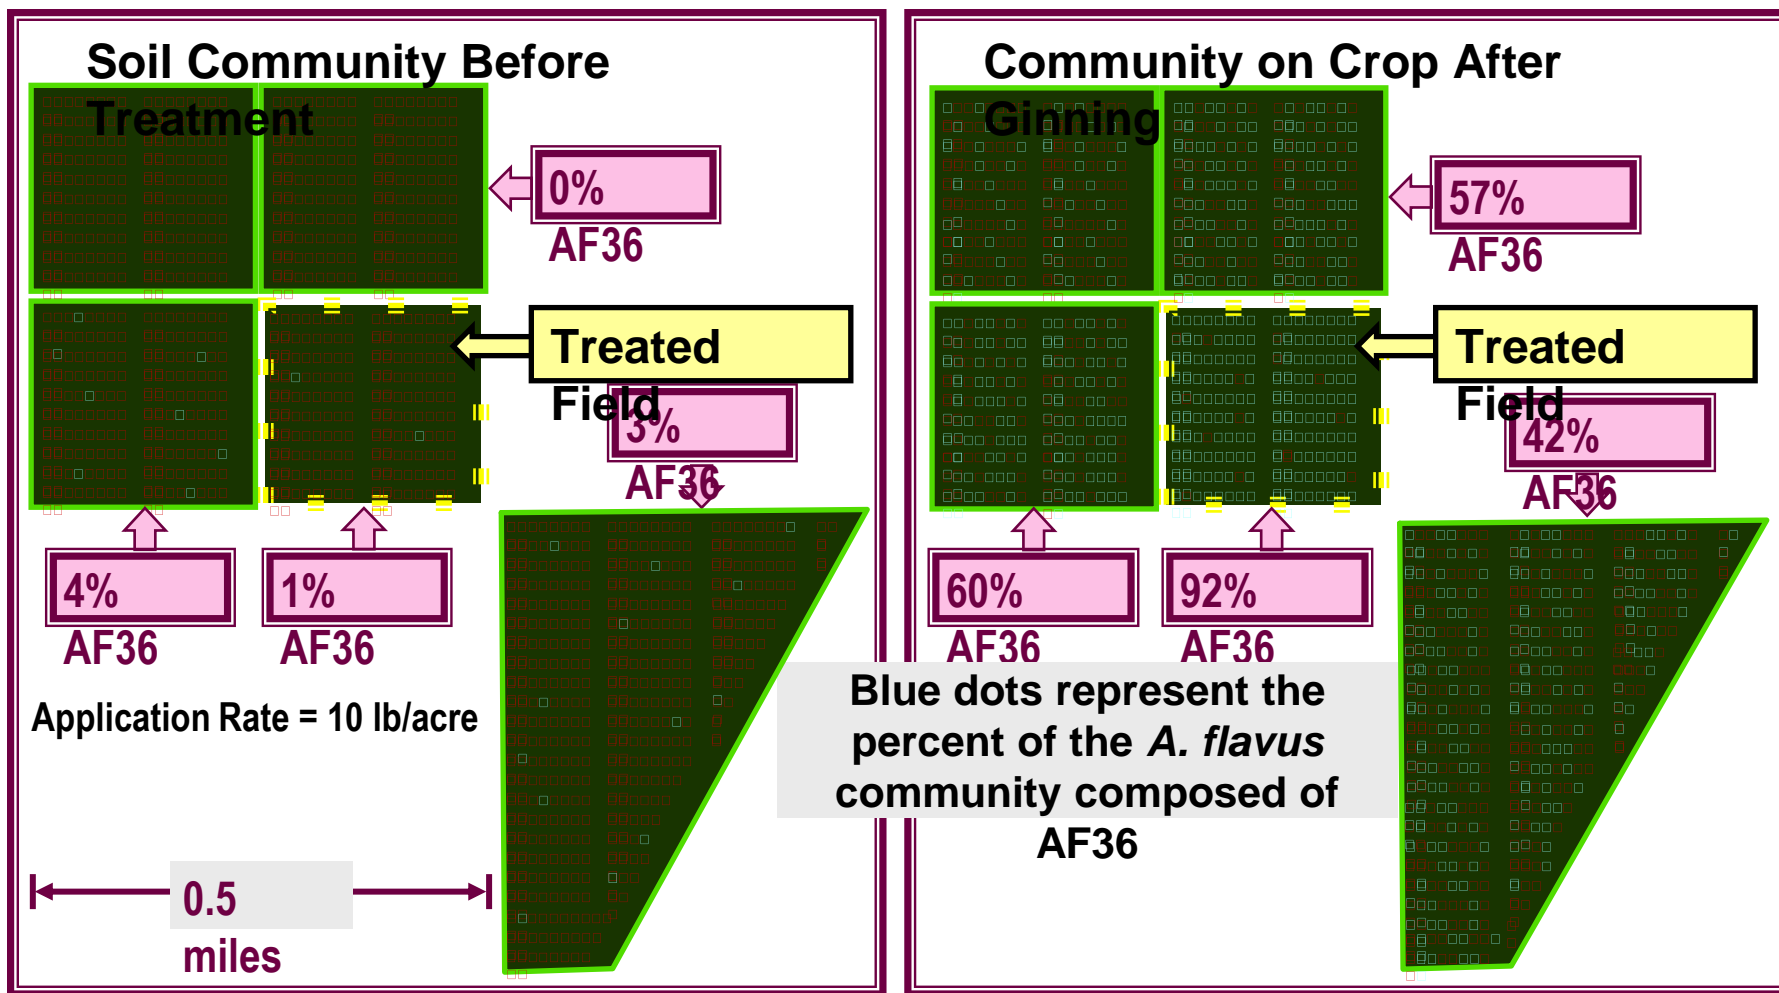 Soil Community Before
Treatment
0%
AF36
Treated
Field
3%
AF36
4%
AF36
1%
AF36
Application Rate = 10 lb/acre
0.5
miles
Community on Crop After
Ginning
57%
AF36
Treated
Field
42%
AF36
60%
AF36
92%
AF36
Blue dots represent the
percent of the A. flavus
community composed of
AF36